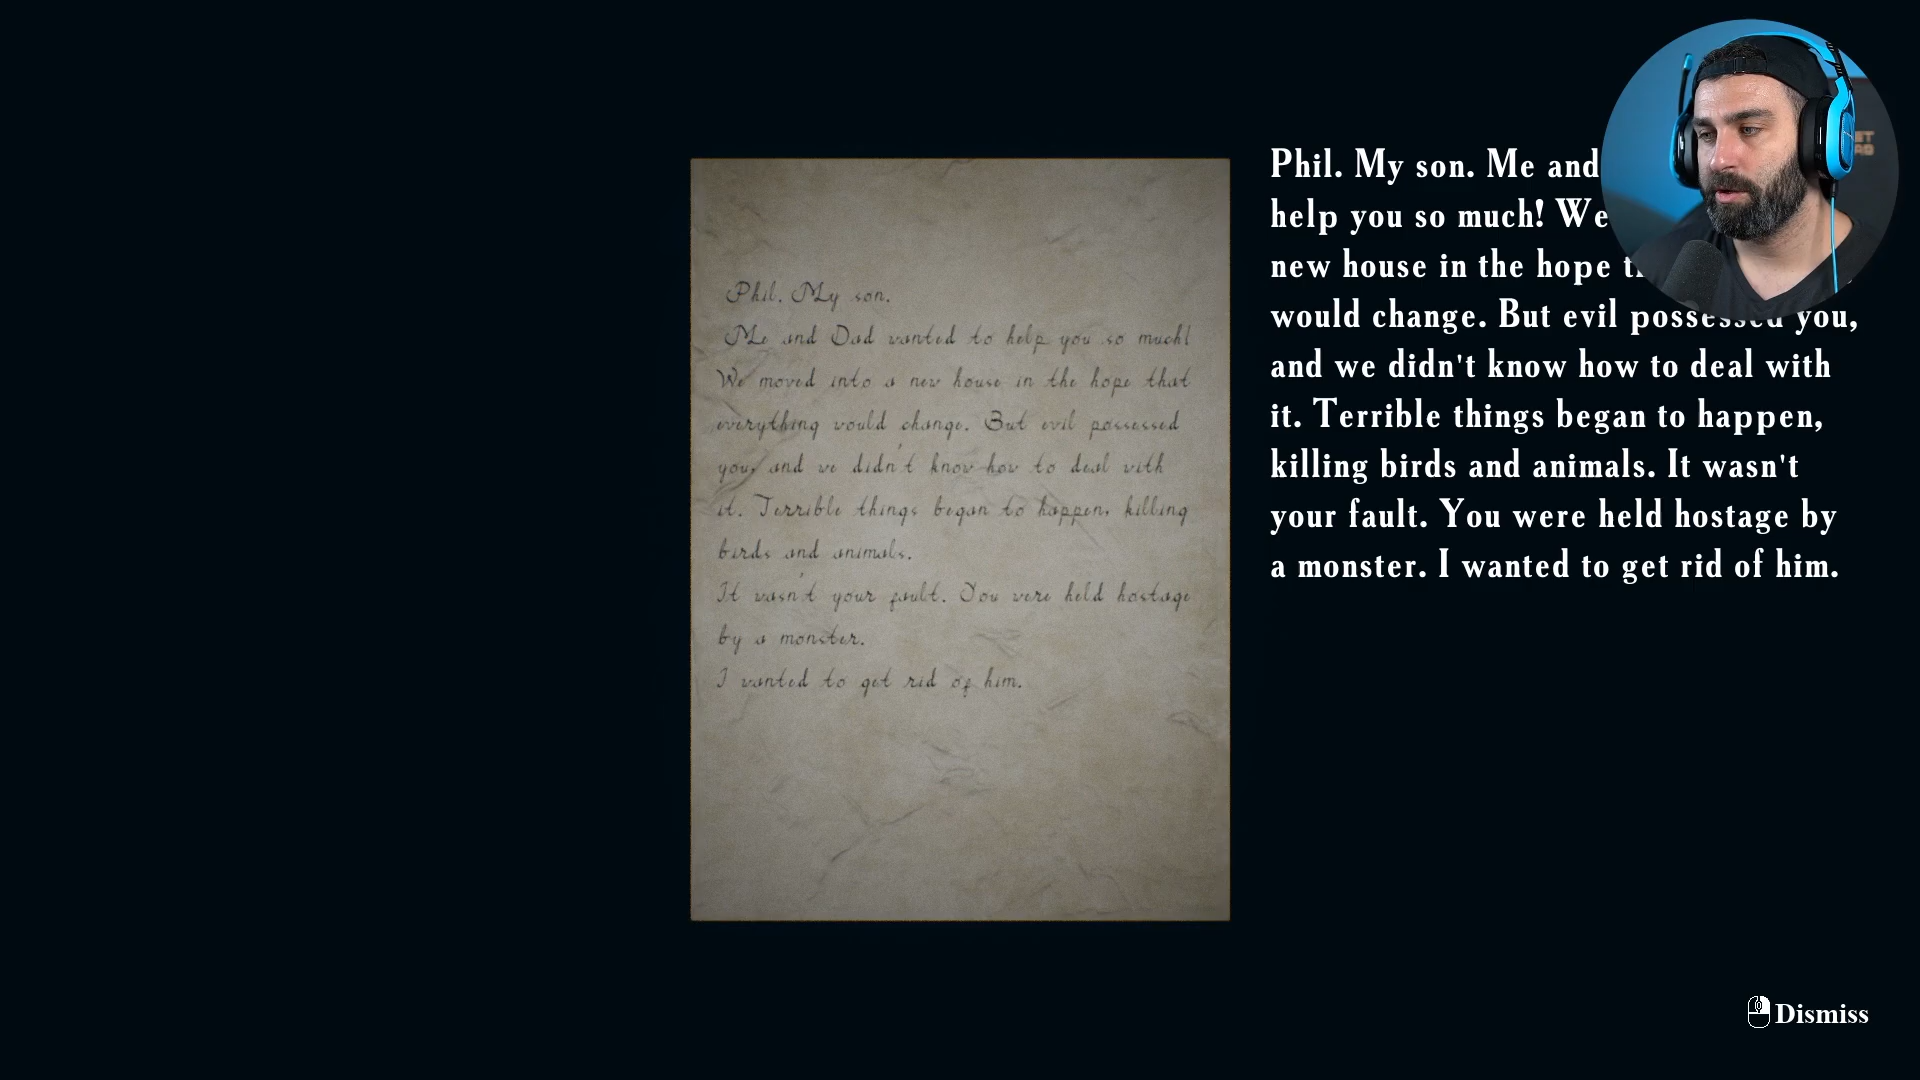 Phil. My son.
Me and Dad wanted to help you so much!
We moved into a new house in the hope that
everything would change. But evil possessed
you, and we didn't know how to deal with
it. Terrible things began to happen, killing
birds and animals.
It wasn't your fault. You were held hostage
by a monster.
I wanted to get rid of him.
Phil. My son. Me and
help you so much! We
new house in the hope
would change. But evil possessed you,
and we didn't know how to deal with
it. Terrible things began to happen,
killing birds and animals. It wasn't
your fault. You were held hostage by
a monster. I wanted to get rid of him.
Dismiss